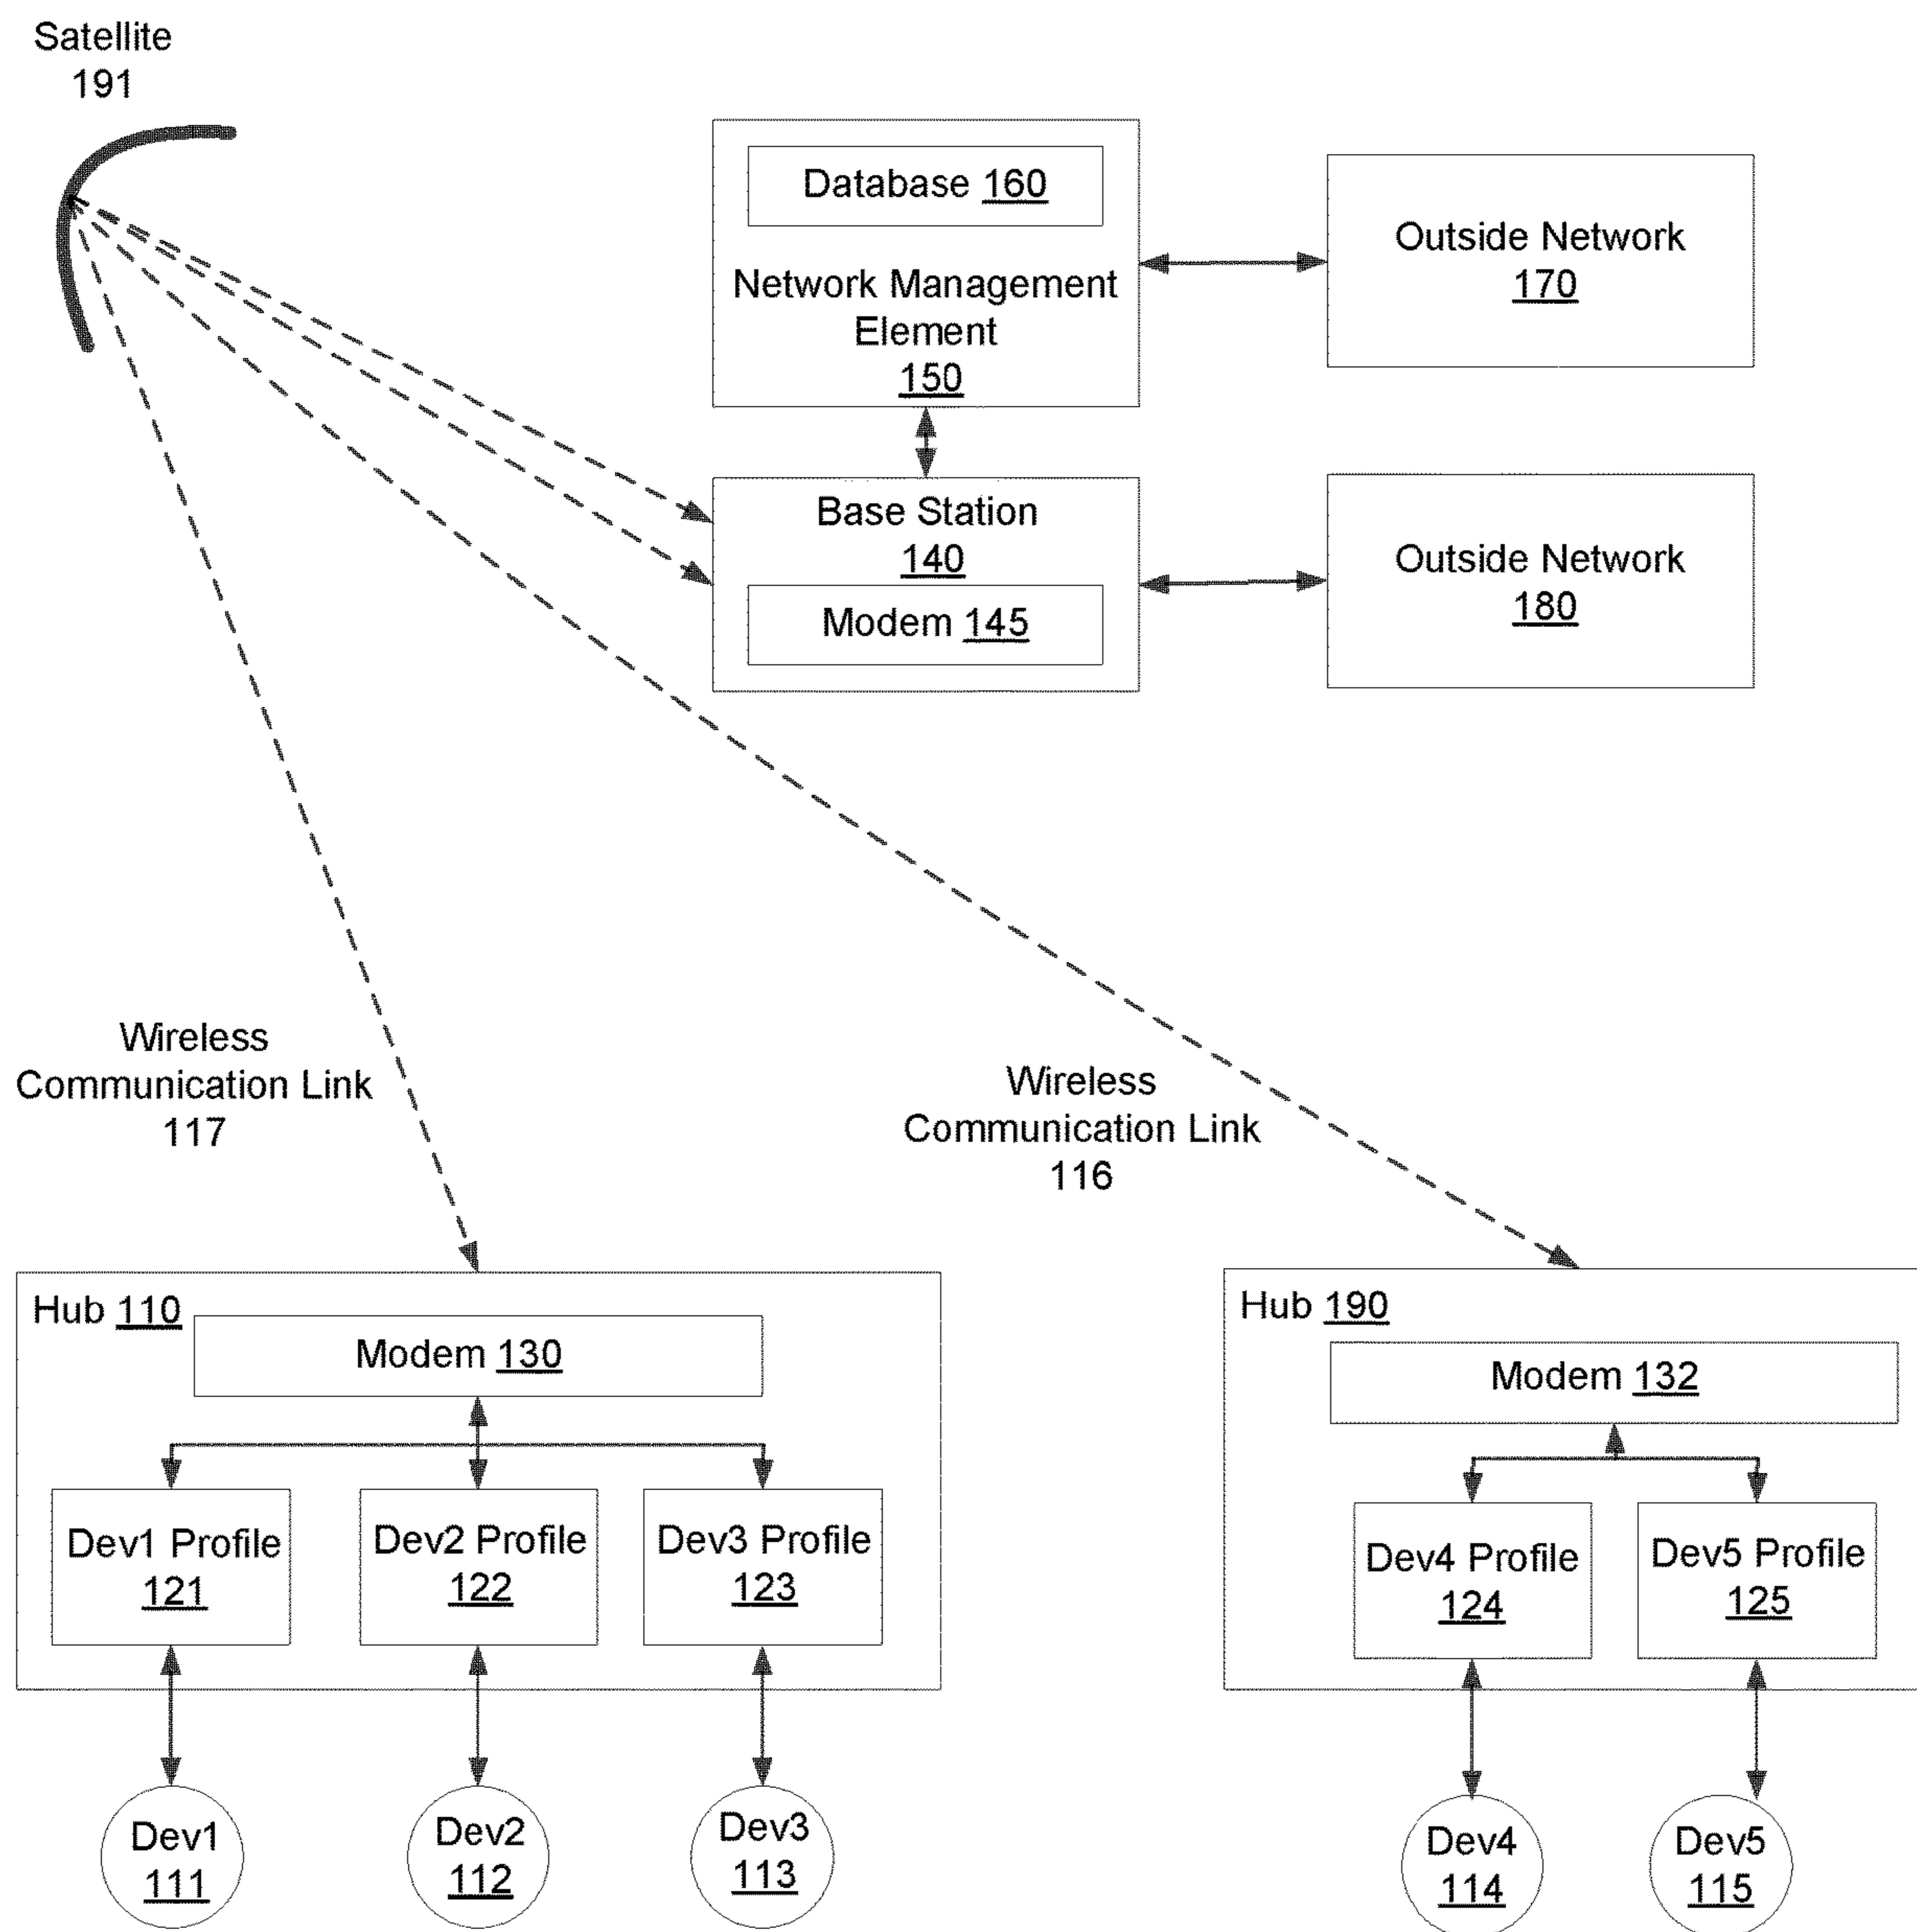 Satellite
191
Database 160
Network Management
Element
150
Outside Network
170
Base Station
140
Modem 145
Outside Network
180
Wireless
Communication Link
117
Wireless
Communication Link
116
Hub 110
Modem 130
Dev1 Profile
121
Dev2 Profile
122
Dev3 Profile
123
Hub 190
Modem 132
Dev4 Profile
124
Dev5 Profile
125
Dev1
111
Dev2
112
Dev3
113
Dev4
114
Dev5
115